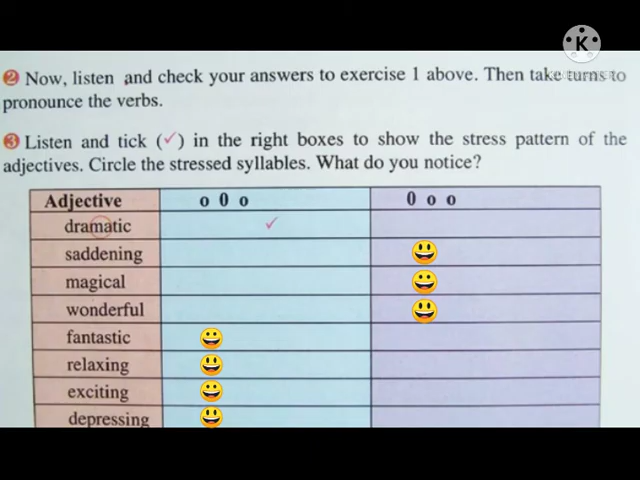 ❷ Now, listen and check your answers to exercise 1 above. Then take turns to
pronounce the verbs.
❸ Listen and tick (✓) in the right boxes to show the stress pattern of the
adjectives. Circle the stressed syllables. What do you notice?
Adjective o 0 o 0 o o
dramatic ✓
saddening
magical
wonderful
fantastic
relaxing
exciting
depressing
K